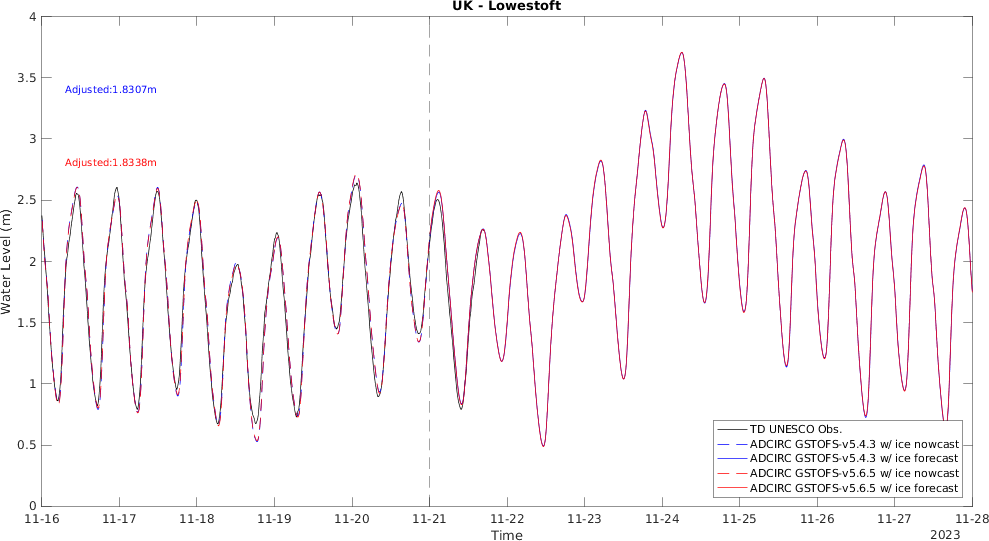 UK - Lowestoft
4
3.5
3
2.5
2
1.5
1
0.5
0
Water Level (m)
Adjusted:1.8307m
Adjusted:1.8338m
TD UNESCO Obs.
ADCIRC GSTOFS-v5.4.3 w/ ice nowcast
ADCIRC GSTOFS-v5.4.3 w/ ice forecast
ADCIRC GSTOFS-v5.6.5 w/ ice nowcast
ADCIRC GSTOFS-v5.6.5 w/ ice forecast
11-16 11-17 11-18 11-19 11-20 11-21 11-22 11-23 11-24 11-25 11-26 11-27 11-28
Time
2023